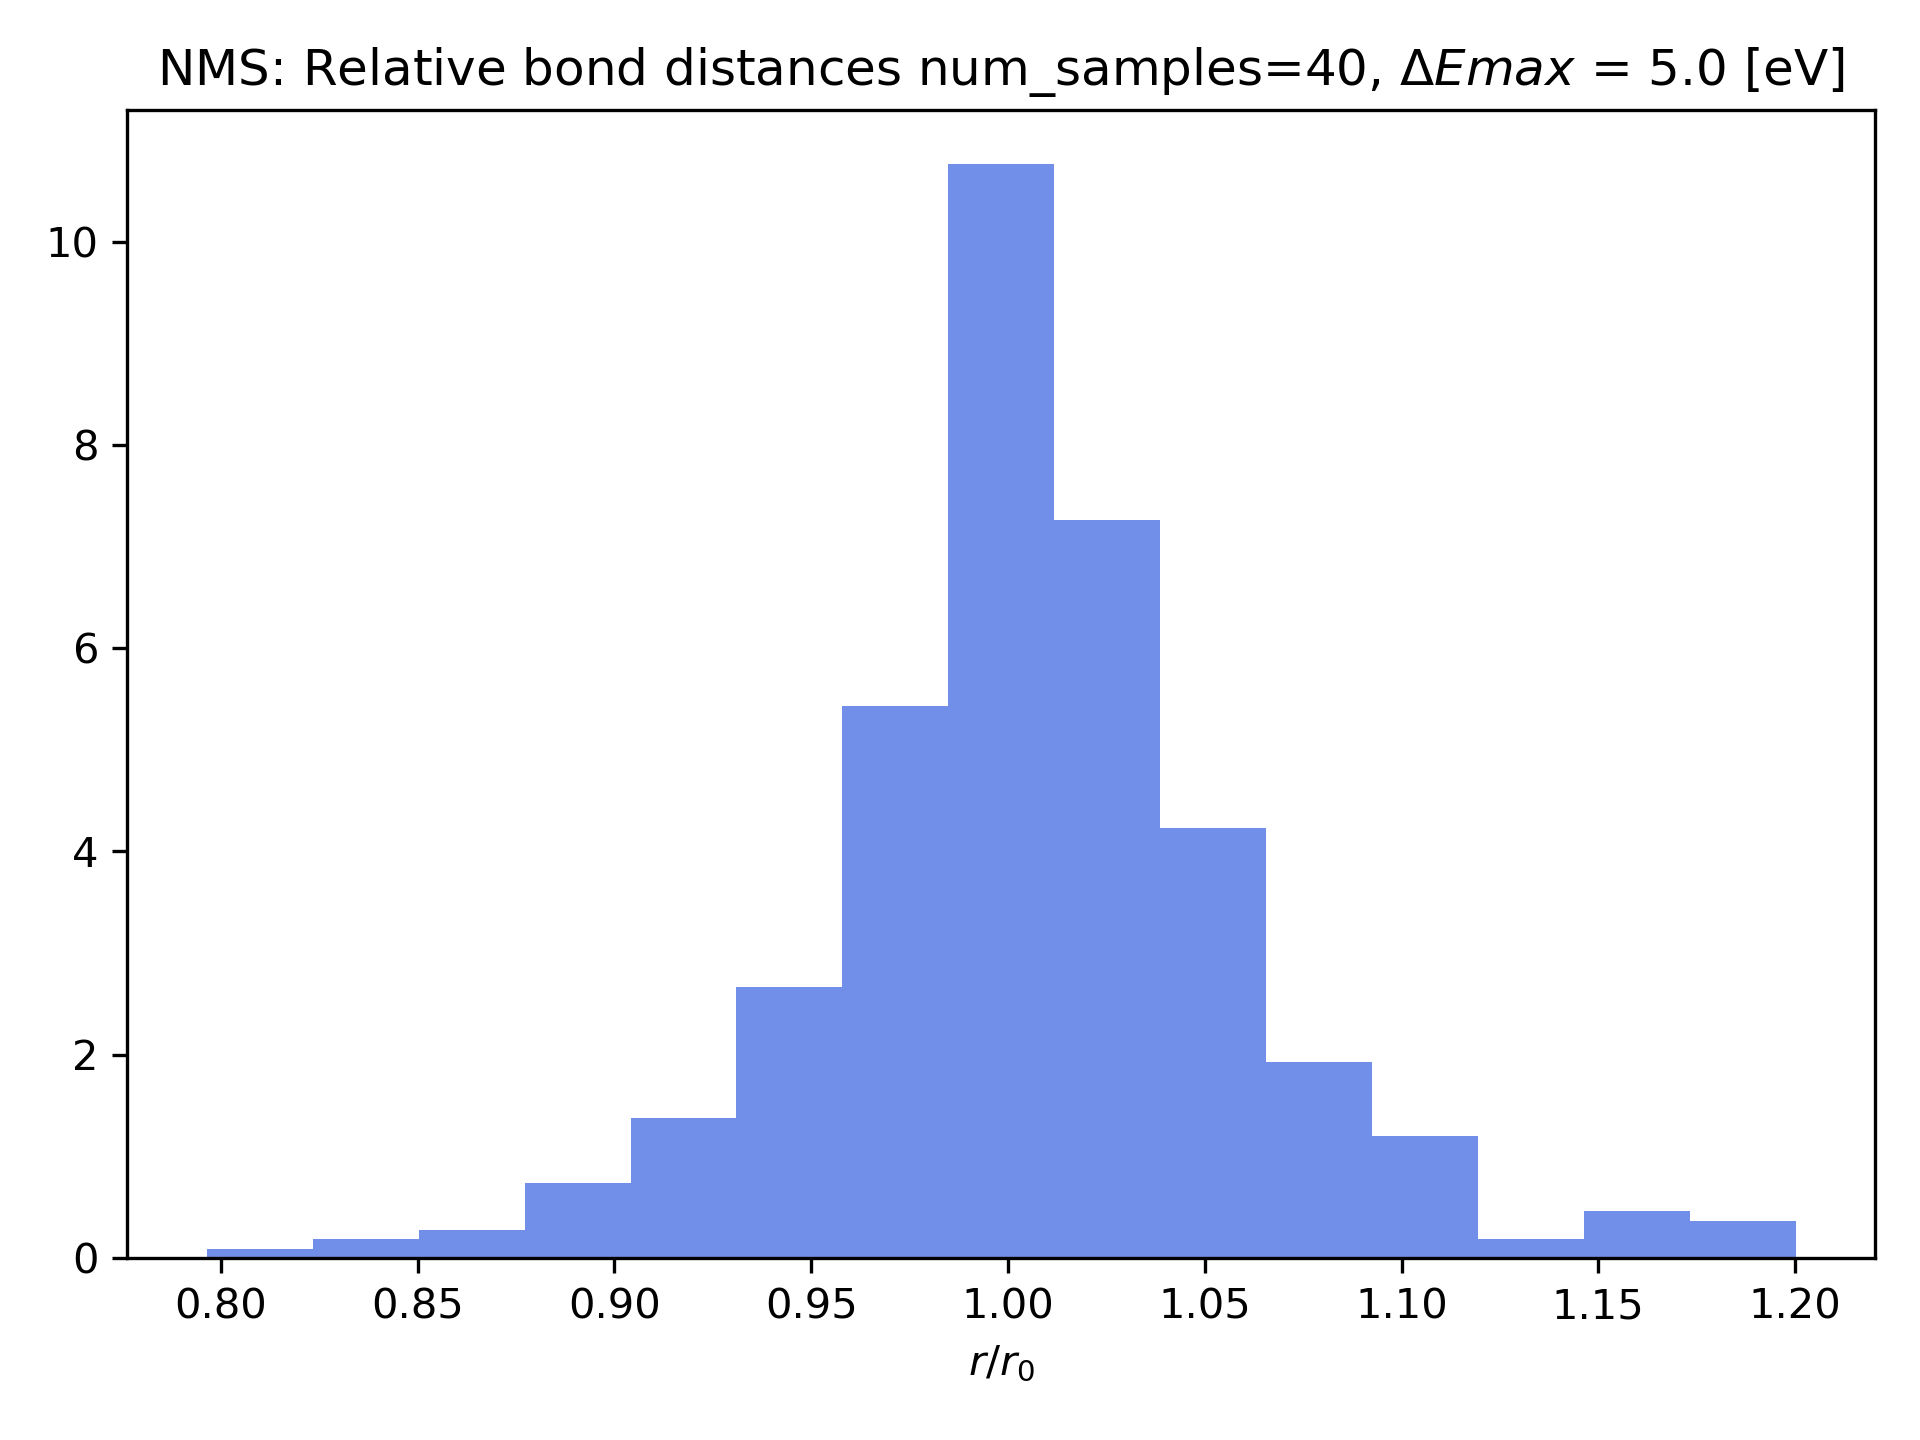 NMS: Relative bond distances num_samples=40, ΔEmax = 5.0 [eV]
10
8
6
4
2
0
0.80 0.85 0.90 0.95 1.00 1.05 1.10 1.15 1.20
r/r₀